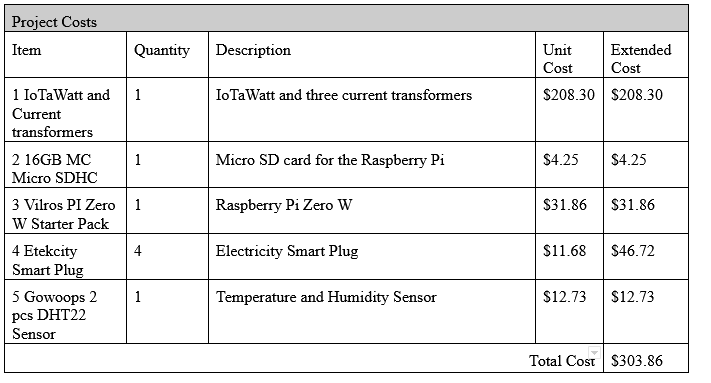 Project Costs
Item Quantity Description Unit Cost Extended Cost
1 IoTaWatt and Current transformers 1 IoTaWatt and three current transformers $208.30 $208.30
2 16GB MC Micro SDHC 1 Micro SD card for the Raspberry Pi $4.25 $4.25
3 Vilros PI Zero W Starter Pack 1 Raspberry Pi Zero W $31.86 $31.86
4 Etekcity Smart Plug 4 Electricity Smart Plug $11.68 $46.72
5 Gowoops 2 pcs DHT22 Sensor 1 Temperature and Humidity Sensor $12.73 $12.73
Total Cost $303.86